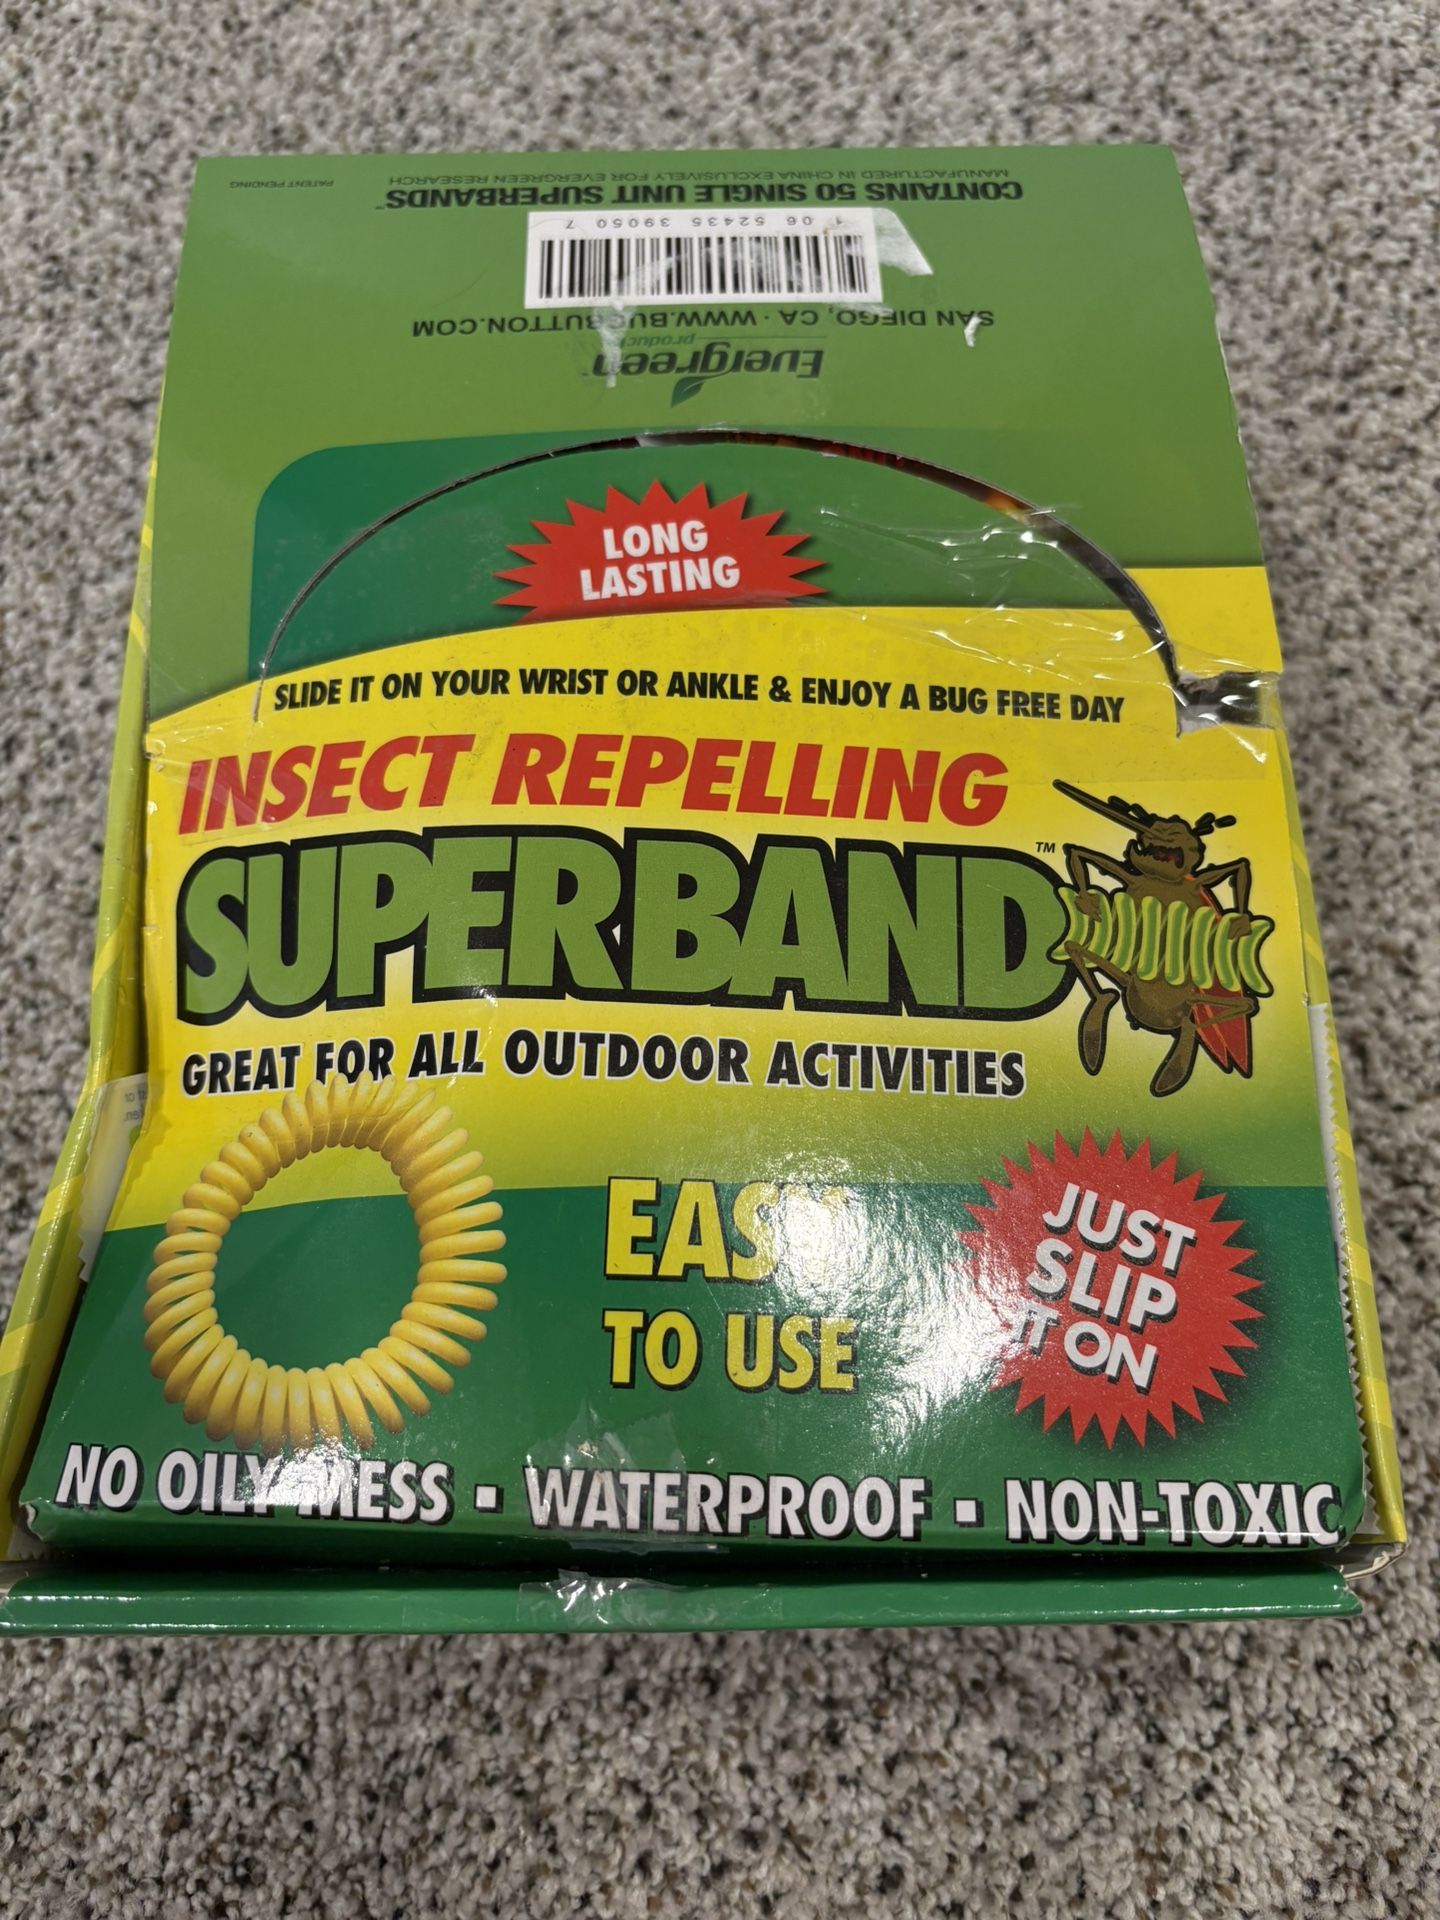 PATENT PENDING
MANUFACTURED IN CHINA EXCLUSIVELY FOR EVERGREEN RESEARCH
CONTAINS 50 SINGLE UNIT SUPERBANDS™
1 06 52435 39050 7
SAN DIEGO, CA · WWW.BUGBUTTON.COM
Evergreen
products
LONG
LASTING
SLIDE IT ON YOUR WRIST OR ANKLE & ENJOY A BUG FREE DAY
INSECT REPELLING
SUPERBAND™
GREAT FOR ALL OUTDOOR ACTIVITIES
EASY
TO USE
JUST
SLIP
IT ON
NO OILY MESS ▪ WATERPROOF ▪ NON-TOXIC